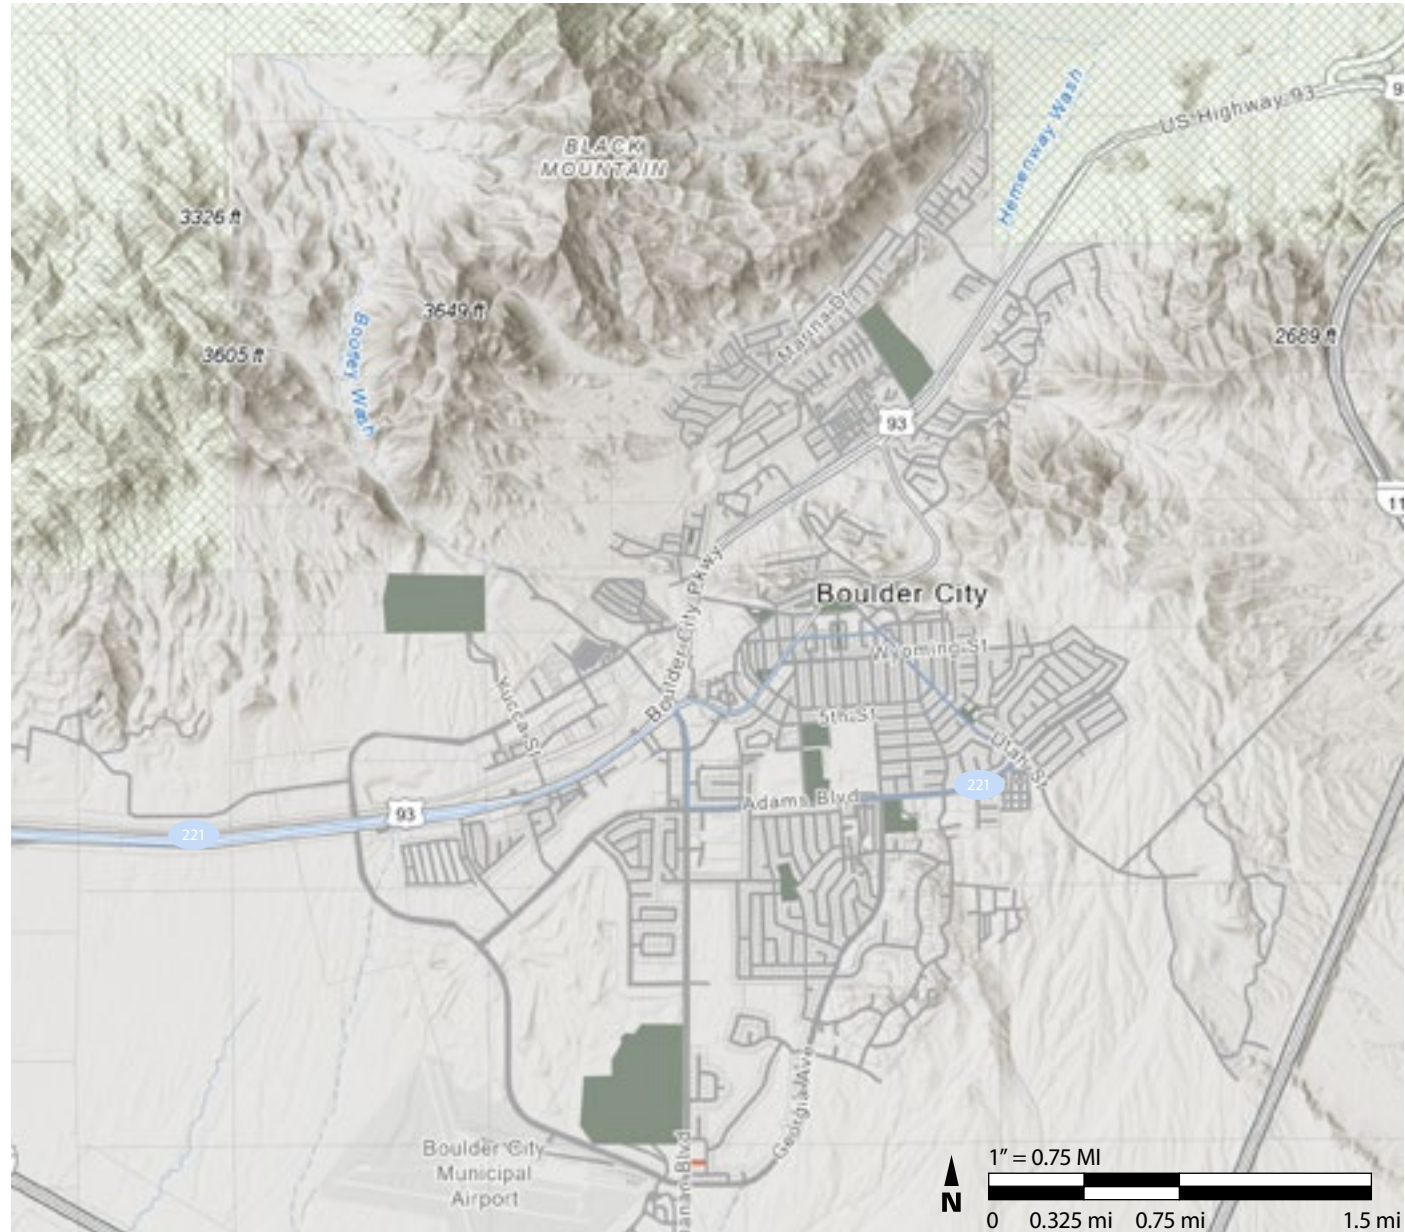 BLACK
MOUNTAIN
Hemenway Wash
US Highway 93
3326 ft
3649 ft
3605 ft
Bootleg Wash
Marina Dr
2689 ft
93
11
Boulder City Pkwy
Boulder City
Wyoming St
Yucca St
5th St
Utah St
221
Adams Blvd
93
221
Georgia Ave
Boulder City
Municipal
Airport
1” = 0.75 MI
N
0 0.325 mi 0.75 mi 1.5 mi